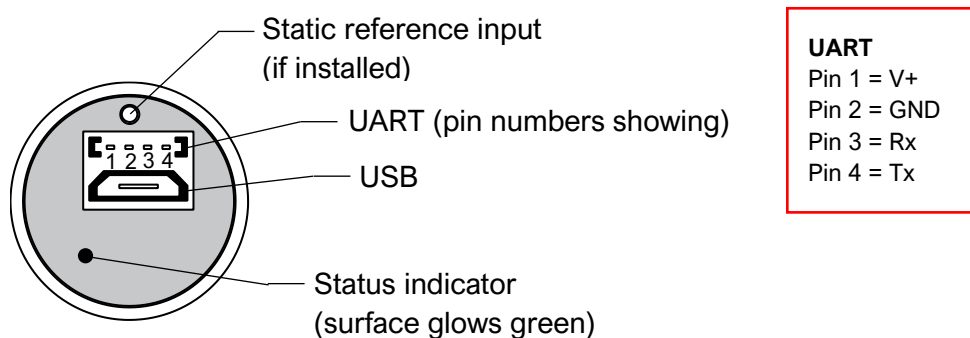 Static reference input
(if installed)
UART (pin numbers showing)
1 2 3 4
USB
Status indicator
(surface glows green)
UART
Pin 1 = V+
Pin 2 = GND
Pin 3 = Rx
Pin 4 = Tx